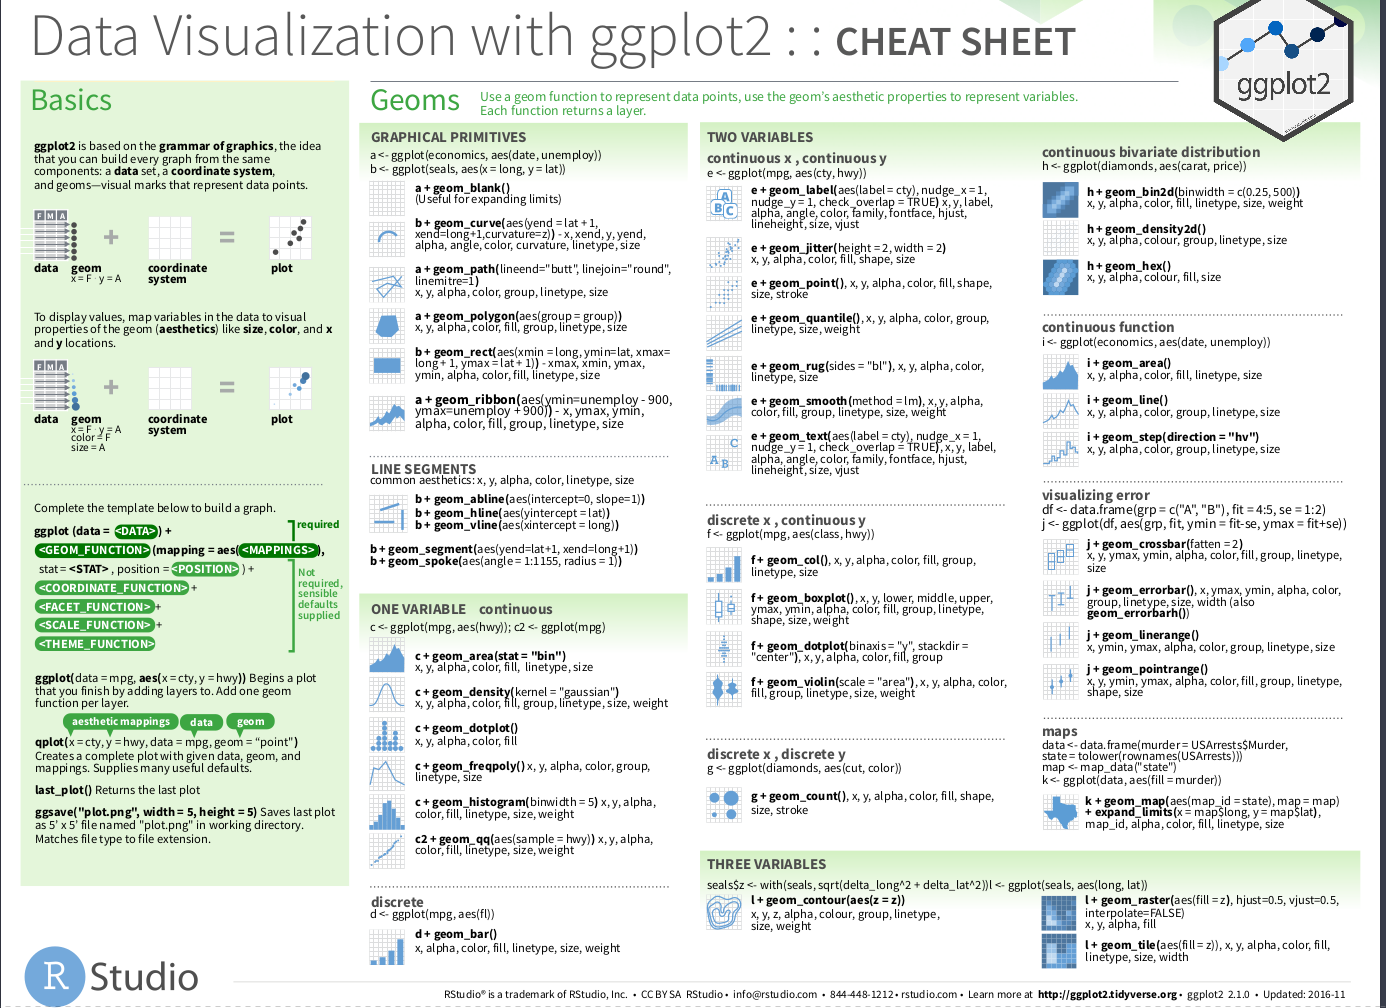 Data Visualization with ggplot2 : : CHEAT SHEET
ggplot2
Basics
ggplot2 is based on the grammar of graphics, the idea
that you can build every graph from the same
components: a data set, a coordinate system,
and geoms—visual marks that represent data points.
F M A
data geom
x = F · y = A
coordinate
system
plot
To display values, map variables in the data to visual
properties of the geom (aesthetics) like size, color, and x
and y locations.
F M A
data geom
x = F · y = A
color = F
size = A
coordinate
system
plot
Complete the template below to build a graph.
ggplot (data = <DATA>) +
<GEOM_FUNCTION> (mapping = aes(<MAPPINGS>),
stat = <STAT> , position = <POSITION> ) +
<COORDINATE_FUNCTION> +
<FACET_FUNCTION> +
<SCALE_FUNCTION> +
<THEME_FUNCTION>
required
Not
required,
sensible
defaults
supplied
ggplot(data = mpg, aes(x = cty, y = hwy)) Begins a plot
that you finish by adding layers to. Add one geom
function per layer.
aesthetic mappings data geom
qplot(x = cty, y = hwy, data = mpg, geom = “point")
Creates a complete plot with given data, geom, and
mappings. Supplies many useful defaults.
last_plot() Returns the last plot
ggsave("plot.png", width = 5, height = 5) Saves last plot
as 5’ x 5’ file named "plot.png" in working directory.
Matches file type to file extension.
Geoms
Use a geom function to represent data points, use the geom’s aesthetic properties to represent variables.
Each function returns a layer.
GRAPHICAL PRIMITIVES
a <- ggplot(economics, aes(date, unemploy))
b <- ggplot(seals, aes(x = long, y = lat))
a + geom_blank()
(Useful for expanding limits)
b + geom_curve(aes(yend = lat + 1,
xend=long+1,curvature=z)) - x, xend, y, yend,
alpha, angle, color, curvature, linetype, size
a + geom_path(lineend="butt", linejoin="round",
linemitre=1)
x, y, alpha, color, group, linetype, size
a + geom_polygon(aes(group = group))
x, y, alpha, color, fill, group, linetype, size
b + geom_rect(aes(xmin = long, ymin=lat, xmax=
long + 1, ymax = lat + 1)) - xmax, xmin, ymax,
ymin, alpha, color, fill, linetype, size
a + geom_ribbon(aes(ymin=unemploy - 900,
ymax=unemploy + 900)) - x, ymax, ymin,
alpha, color, fill, group, linetype, size
LINE SEGMENTS
common aesthetics: x, y, alpha, color, linetype, size
b + geom_abline(aes(intercept=0, slope=1))
b + geom_hline(aes(yintercept = lat))
b + geom_vline(aes(xintercept = long))
b + geom_segment(aes(yend=lat+1, xend=long+1))
b + geom_spoke(aes(angle = 1:1155, radius = 1))
ONE VARIABLE continuous
c <- ggplot(mpg, aes(hwy)); c2 <- ggplot(mpg)
c + geom_area(stat = "bin")
x, y, alpha, color, fill, linetype, size
c + geom_density(kernel = "gaussian")
x, y, alpha, color, fill, group, linetype, size, weight
c + geom_dotplot()
x, y, alpha, color, fill
c + geom_freqpoly() x, y, alpha, color, group,
linetype, size
c + geom_histogram(binwidth = 5) x, y, alpha,
color, fill, linetype, size, weight
c2 + geom_qq(aes(sample = hwy)) x, y, alpha,
color, fill, linetype, size, weight
discrete
d <- ggplot(mpg, aes(fl))
d + geom_bar()
x, alpha, color, fill, linetype, size, weight
TWO VARIABLES
continuous x , continuous y
e <- ggplot(mpg, aes(cty, hwy))
A
B C
e + geom_label(aes(label = cty), nudge_x = 1,
nudge_y = 1, check_overlap = TRUE) x, y, label,
alpha, angle, color, family, fontface, hjust,
lineheight, size, vjust
e + geom_jitter(height = 2, width = 2)
x, y, alpha, color, fill, shape, size
e + geom_point(), x, y, alpha, color, fill, shape,
size, stroke
e + geom_quantile(), x, y, alpha, color, group,
linetype, size, weight
e + geom_rug(sides = "bl"), x, y, alpha, color,
linetype, size
e + geom_smooth(method = lm), x, y, alpha,
color, fill, group, linetype, size, weight
C
A B
e + geom_text(aes(label = cty), nudge_x = 1,
nudge_y = 1, check_overlap = TRUE), x, y, label,
alpha, angle, color, family, fontface, hjust,
lineheight, size, vjust
discrete x , continuous y
f <- ggplot(mpg, aes(class, hwy))
f + geom_col(), x, y, alpha, color, fill, group,
linetype, size
f + geom_boxplot(), x, y, lower, middle, upper,
ymax, ymin, alpha, color, fill, group, linetype,
shape, size, weight
f + geom_dotplot(binaxis = "y", stackdir =
"center"), x, y, alpha, color, fill, group
f + geom_violin(scale = "area"), x, y, alpha, color,
fill, group, linetype, size, weight
discrete x , discrete y
g <- ggplot(diamonds, aes(cut, color))
g + geom_count(), x, y, alpha, color, fill, shape,
size, stroke
continuous bivariate distribution
h <- ggplot(diamonds, aes(carat, price))
h + geom_bin2d(binwidth = c(0.25, 500))
x, y, alpha, color, fill, linetype, size, weight
h + geom_density2d()
x, y, alpha, colour, group, linetype, size
h + geom_hex()
x, y, alpha, colour, fill, size
continuous function
i <- ggplot(economics, aes(date, unemploy))
i + geom_area()
x, y, alpha, color, fill, linetype, size
i + geom_line()
x, y, alpha, color, group, linetype, size
i + geom_step(direction = "hv")
x, y, alpha, color, group, linetype, size
visualizing error
df <- data.frame(grp = c("A", "B"), fit = 4:5, se = 1:2)
j <- ggplot(df, aes(grp, fit, ymin = fit-se, ymax = fit+se))
j + geom_crossbar(fatten = 2)
x, y, ymax, ymin, alpha, color, fill, group, linetype,
size
j + geom_errorbar(), x, ymax, ymin, alpha, color,
group, linetype, size, width (also
geom_errorbarh())
j + geom_linerange()
x, ymin, ymax, alpha, color, group, linetype, size
j + geom_pointrange()
x, y, ymin, ymax, alpha, color, fill, group, linetype,
shape, size
maps
data <- data.frame(murder = USArrests$Murder,
state = tolower(rownames(USArrests)))
map <- map_data("state")
k <- ggplot(data, aes(fill = murder))
k + geom_map(aes(map_id = state), map = map)
+ expand_limits(x = map$long, y = map$lat),
map_id, alpha, color, fill, linetype, size
THREE VARIABLES
seals$z <- with(seals, sqrt(delta_long^2 + delta_lat^2))l <- ggplot(seals, aes(long, lat))
l + geom_contour(aes(z = z))
x, y, z, alpha, colour, group, linetype,
size, weight
l + geom_raster(aes(fill = z), hjust=0.5, vjust=0.5,
interpolate=FALSE)
x, y, alpha, fill
l + geom_tile(aes(fill = z)), x, y, alpha, color, fill,
linetype, size, width
R Studio
RStudio® is a trademark of RStudio, Inc. • CC BY SA RStudio • info@rstudio.com • 844-448-1212 • rstudio.com • Learn more at http://ggplot2.tidyverse.org • ggplot2 2.1.0 • Updated: 2016-11